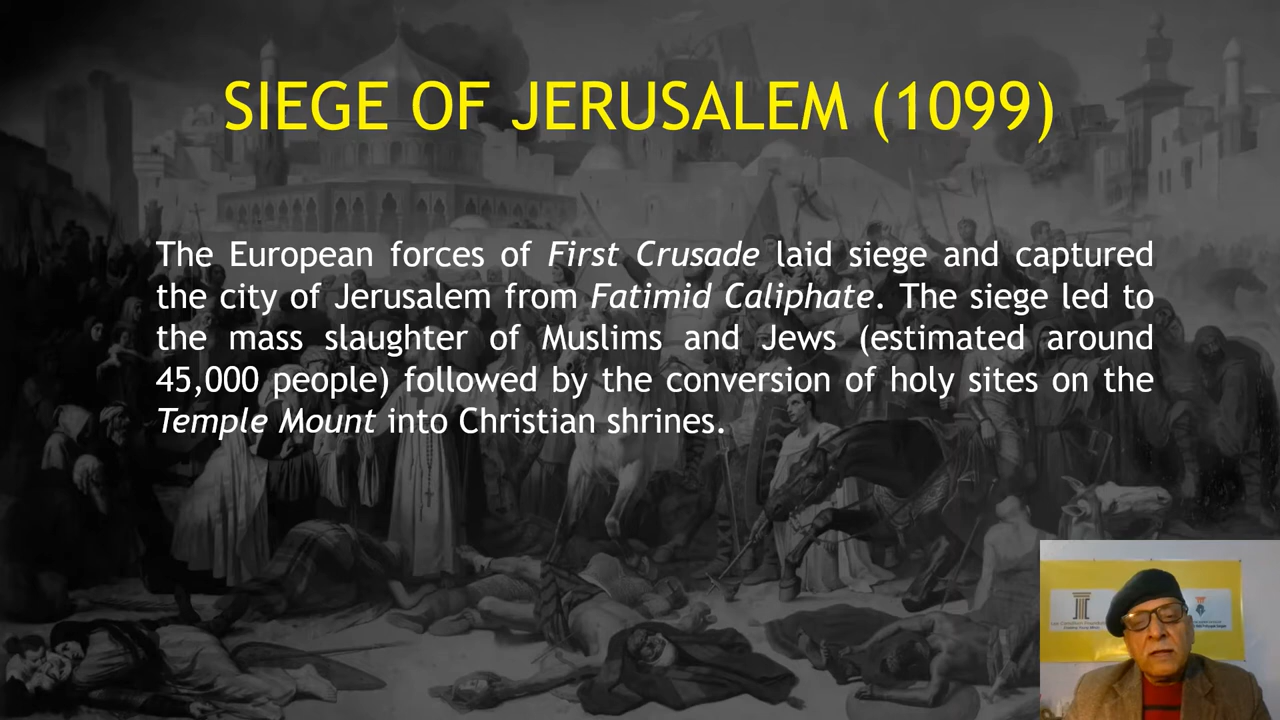 SIEGE OF JERUSALEM (1099)
The European forces of First Crusade laid siege and captured
the city of Jerusalem from Fatimid Caliphate. The siege led to
the mass slaughter of Muslims and Jews (estimated around
45,000 people) followed by the conversion of holy sites on the
Temple Mount into Christian shrines.